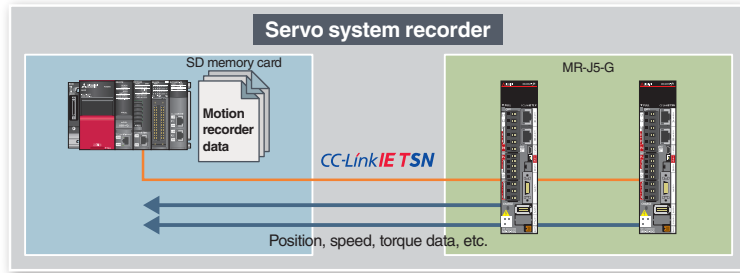 Servo system recorder
SD memory card
MR-J5-G
Motion
recorder
data
CC-Link IE TSN
Position, speed, torque data, etc.